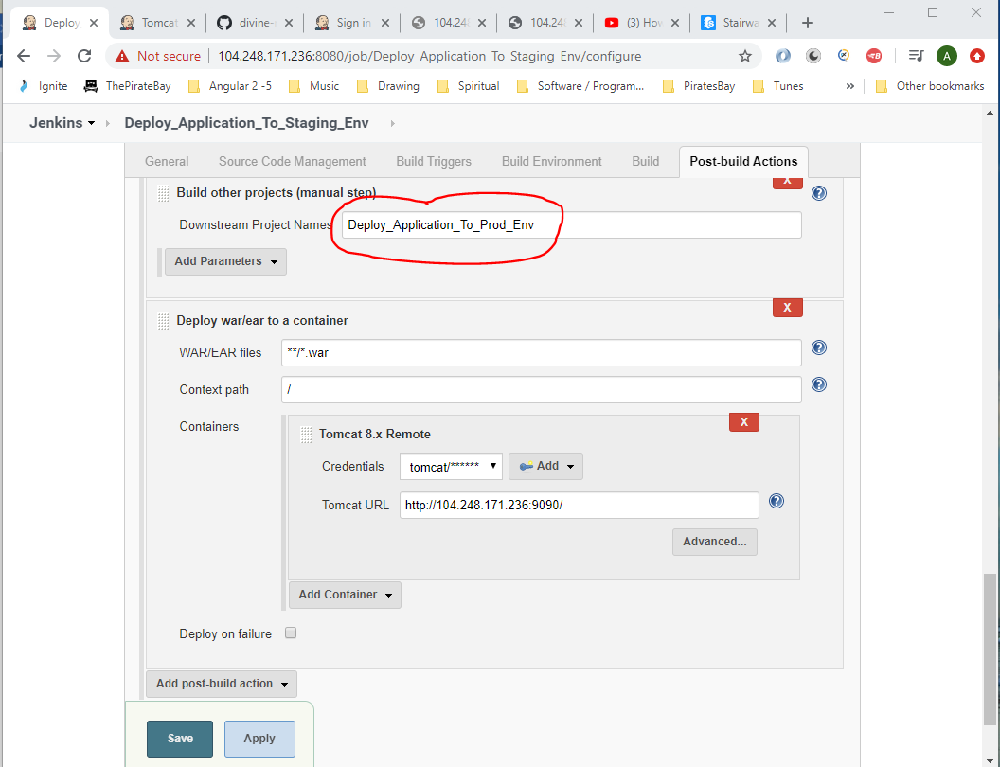 Deploy Tomcat divine- Sign in 104.24 104.24 (3) How Stairwa
Not secure 104.248.171.236:8080/job/Deploy_Application_To_Staging_Env/configure A
Ignite ThePirateBay Angular 2 -5 Music Drawing Spiritual Software / Program... PiratesBay Tunes » Other bookmarks
Jenkins Deploy_Application_To_Staging_Env
General Source Code Management Build Triggers Build Environment Build Post-build Actions
X
Build other projects (manual step)
Downstream Project Names Deploy_Application_To_Prod_Env
Add Parameters
X
Deploy war/ear to a container
WAR/EAR files **/*.war
Context path /
Containers
X
Tomcat 8.x Remote
Credentials tomcat/****** Add
Tomcat URL http://104.248.171.236:9090/
Advanced...
Add Container
Deploy on failure
Add post-build action
Save Apply